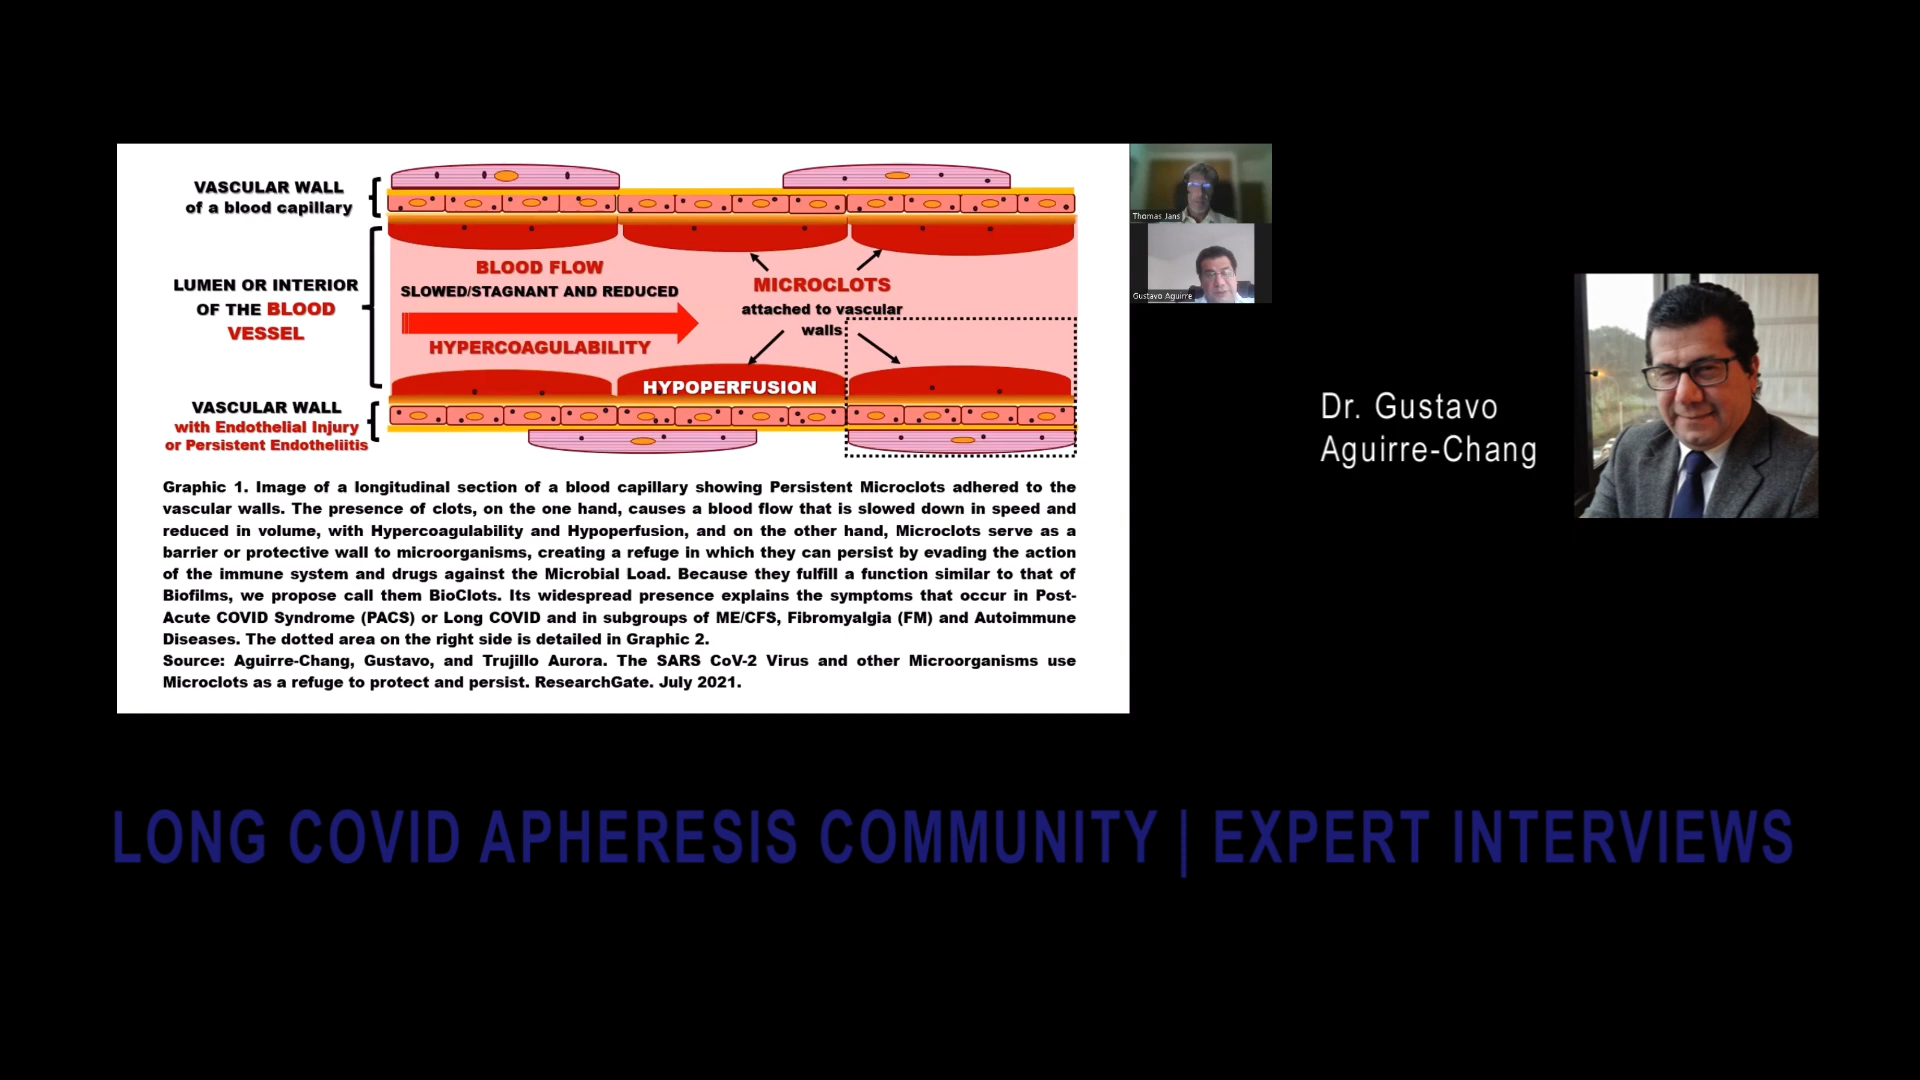 VASCULAR WALL
of a blood capillary
LUMEN OR INTERIOR
OF THE BLOOD
VESSEL
VASCULAR WALL
with Endothelial Injury
or Persistent Endotheliitis
BLOOD FLOW
SLOWED/STAGNANT AND REDUCED
HYPERCOAGULABILITY
MICROCLOTS
attached to vascular
walls
HYPOPERFUSION
Graphic 1. Image of a longitudinal section of a blood capillary showing Persistent Microclots adhered to the
vascular walls. The presence of clots, on the one hand, causes a blood flow that is slowed down in speed and
reduced in volume, with Hypercoagulability and Hypoperfusion, and on the other hand, Microclots serve as a
barrier or protective wall to microorganisms, creating a refuge in which they can persist by evading the action
of the immune system and drugs against the Microbial Load. Because they fulfill a function similar to that of
Biofilms, we propose call them BioClots. Its widespread presence explains the symptoms that occur in Post-
Acute COVID Syndrome (PACS) or Long COVID and in subgroups of ME/CFS, Fibromyalgia (FM) and Autoimmune
Diseases. The dotted area on the right side is detailed in Graphic 2.
Source: Aguirre-Chang, Gustavo, and Trujillo Aurora. The SARS CoV-2 Virus and other Microorganisms use
Microclots as a refuge to protect and persist. ResearchGate. July 2021.
Thomas Jans
Gustavo Aguirre
Dr. Gustavo
Aguirre-Chang
LONG COVID APHERESIS COMMUNITY | EXPERT INTERVIEWS